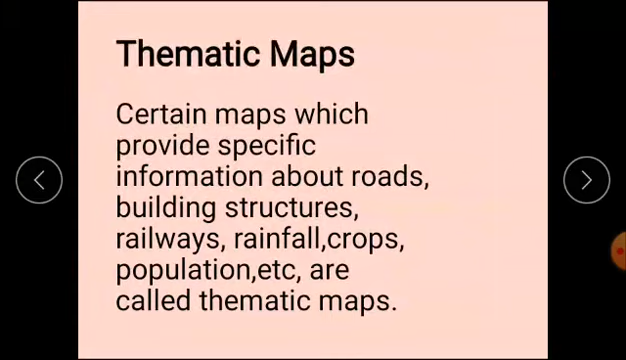 Thematic Maps
Certain maps which
provide specific
information about roads,
building structures,
railways, rainfall,crops,
population,etc, are
called thematic maps.